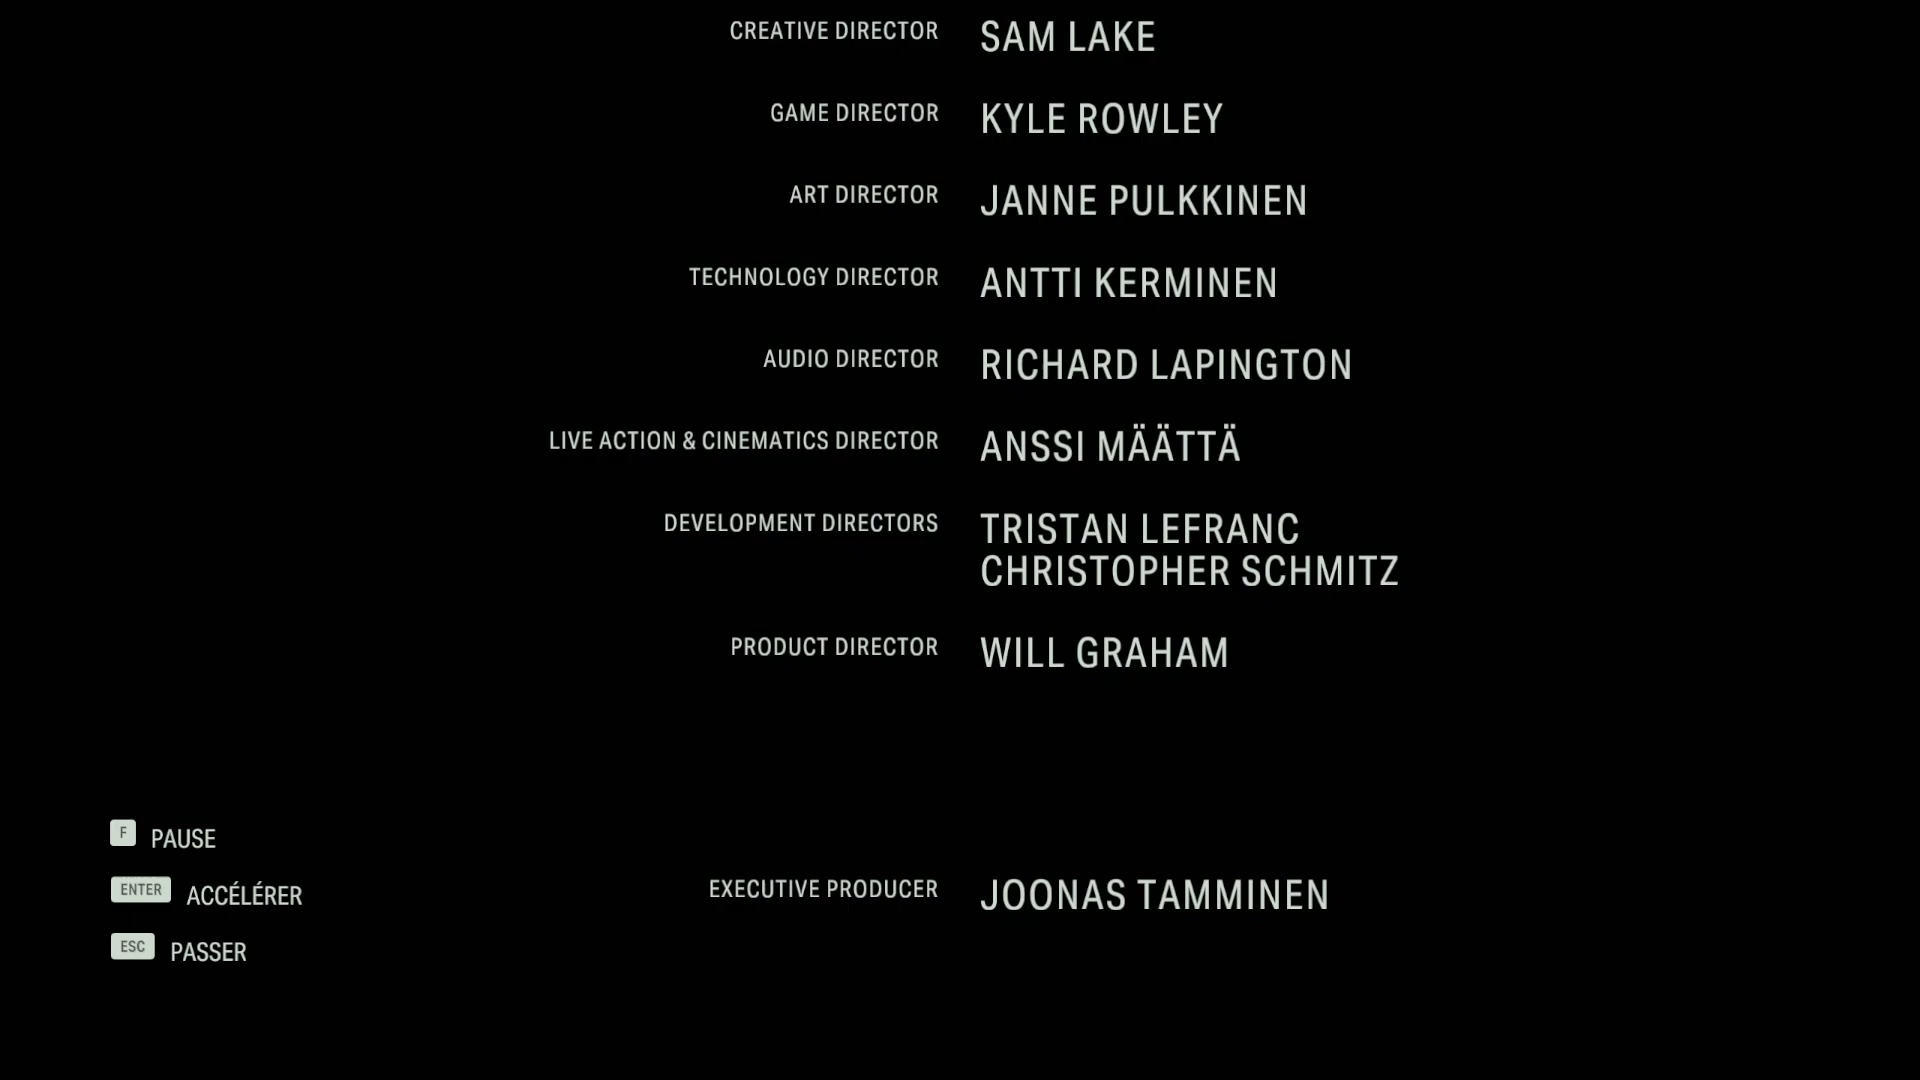 CREATIVE DIRECTOR SAM LAKE
GAME DIRECTOR KYLE ROWLEY
ART DIRECTOR JANNE PULKKINEN
TECHNOLOGY DIRECTOR ANTTI KERMINEN
AUDIO DIRECTOR RICHARD LAPINGTON
LIVE ACTION & CINEMATICS DIRECTOR ANSSI MÄÄTTÄ
DEVELOPMENT DIRECTORS TRISTAN LEFRANC
CHRISTOPHER SCHMITZ
PRODUCT DIRECTOR WILL GRAHAM
F PAUSE
ENTER ACCÉLÉRER
EXECUTIVE PRODUCER JOONAS TAMMINEN
ESC PASSER